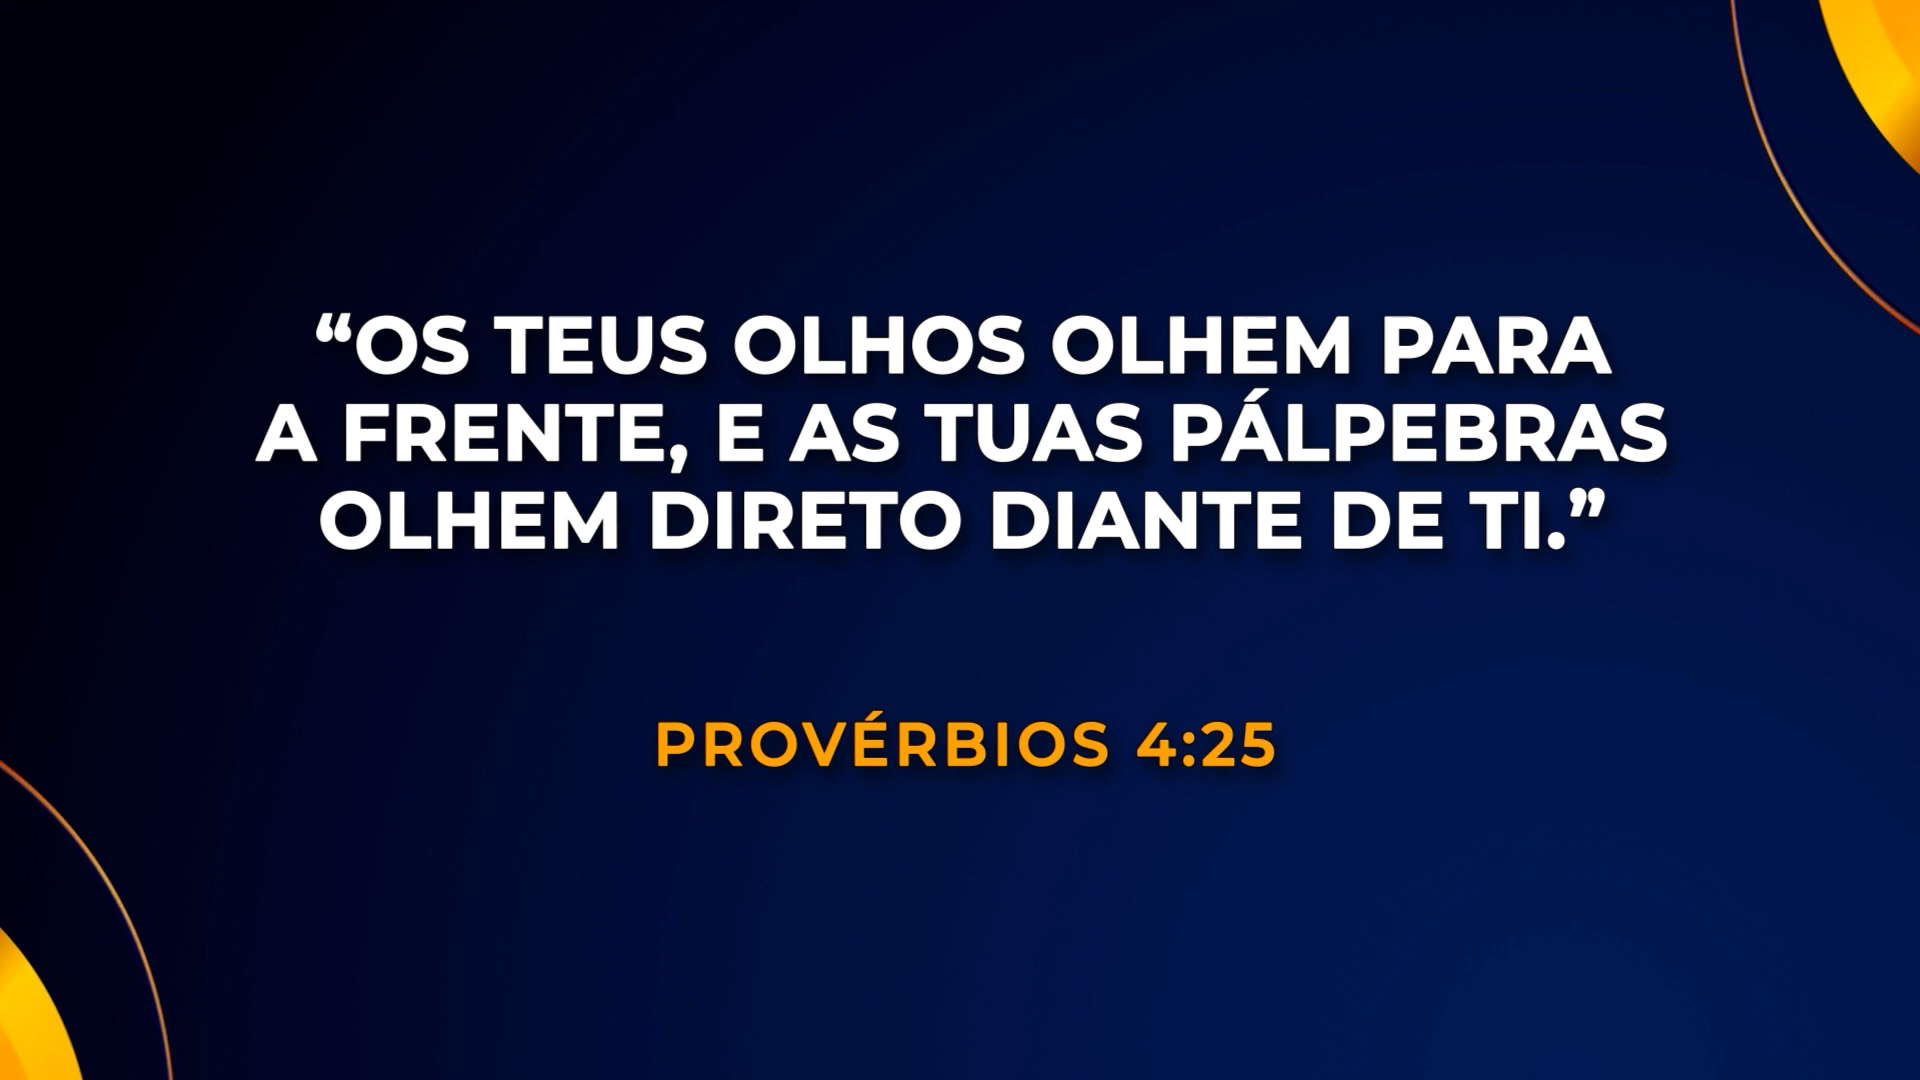 “OS TEUS OLHOS OLHEM PARA
A FRENTE, E AS TUAS PÁLPEBRAS
OLHEM DIRETO DIANTE DE TI.”
PROVÉRBIOS 4:25